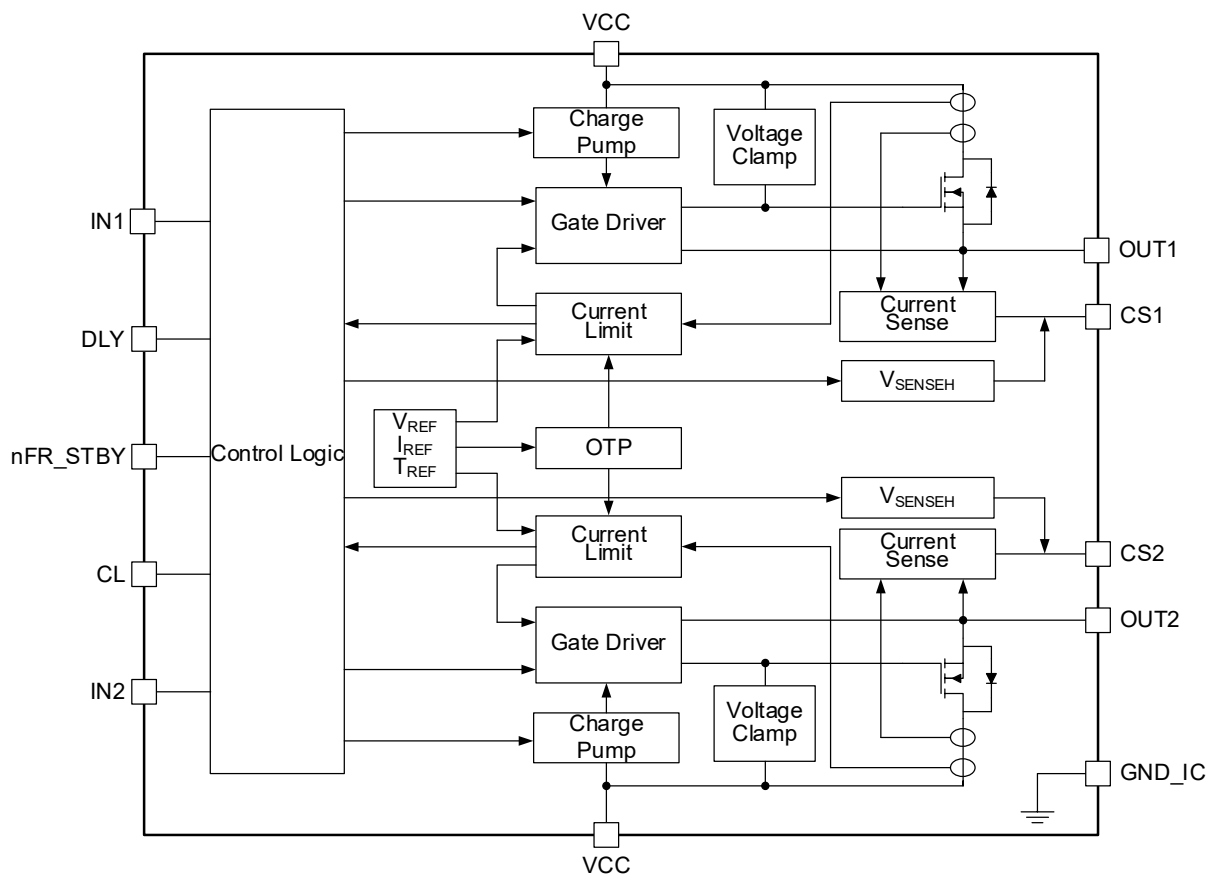 VCC
Charge
Pump
Voltage
Clamp
IN1
Gate Driver
OUT1
Current
Limit
Current
Sense
CS1
DLY
VSENSEH
VREF
IREF
TREF
OTP
nFR_STBY
Control Logic
VSENSEH
Current
Limit
Current
Sense
CS2
CL
OUT2
Gate Driver
IN2
Charge
Pump
Voltage
Clamp
GND_IC
VCC